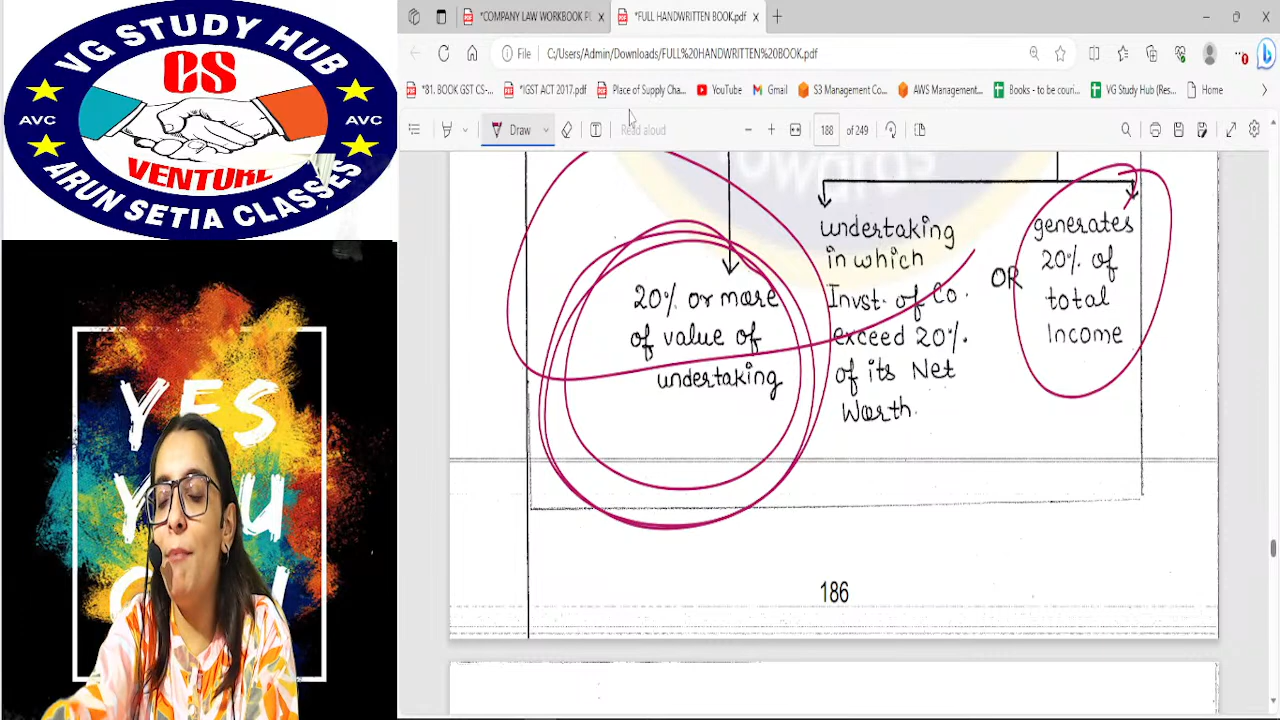 VG STUDY HUB
CS
AVC
AVC
VENTURE
ARUN SETIA CLASSES
YES
*COMPANY LAW WORKBOOK
*FULL HANDWRITTEN BOOK.pdf
File
C:/Users/Admin/Downloads/FULL%20HANDWRITTEN%20BOOK.pdf
*81. BOOK GST CS-...
*IGST ACT 2017.pdf
Place of Supply Cha...
YouTube
Gmail
S3 Management Co...
AWS Management...
Books - to be couri...
VG Study Hub (Res...
Home
Draw
Read aloud
188
of 249
20% or more
of value of
undertaking
undertaking
in which
Invst. of Co.
exceed 20%
of its Net
Worth.
OR
generates
20% of
total
Income
186